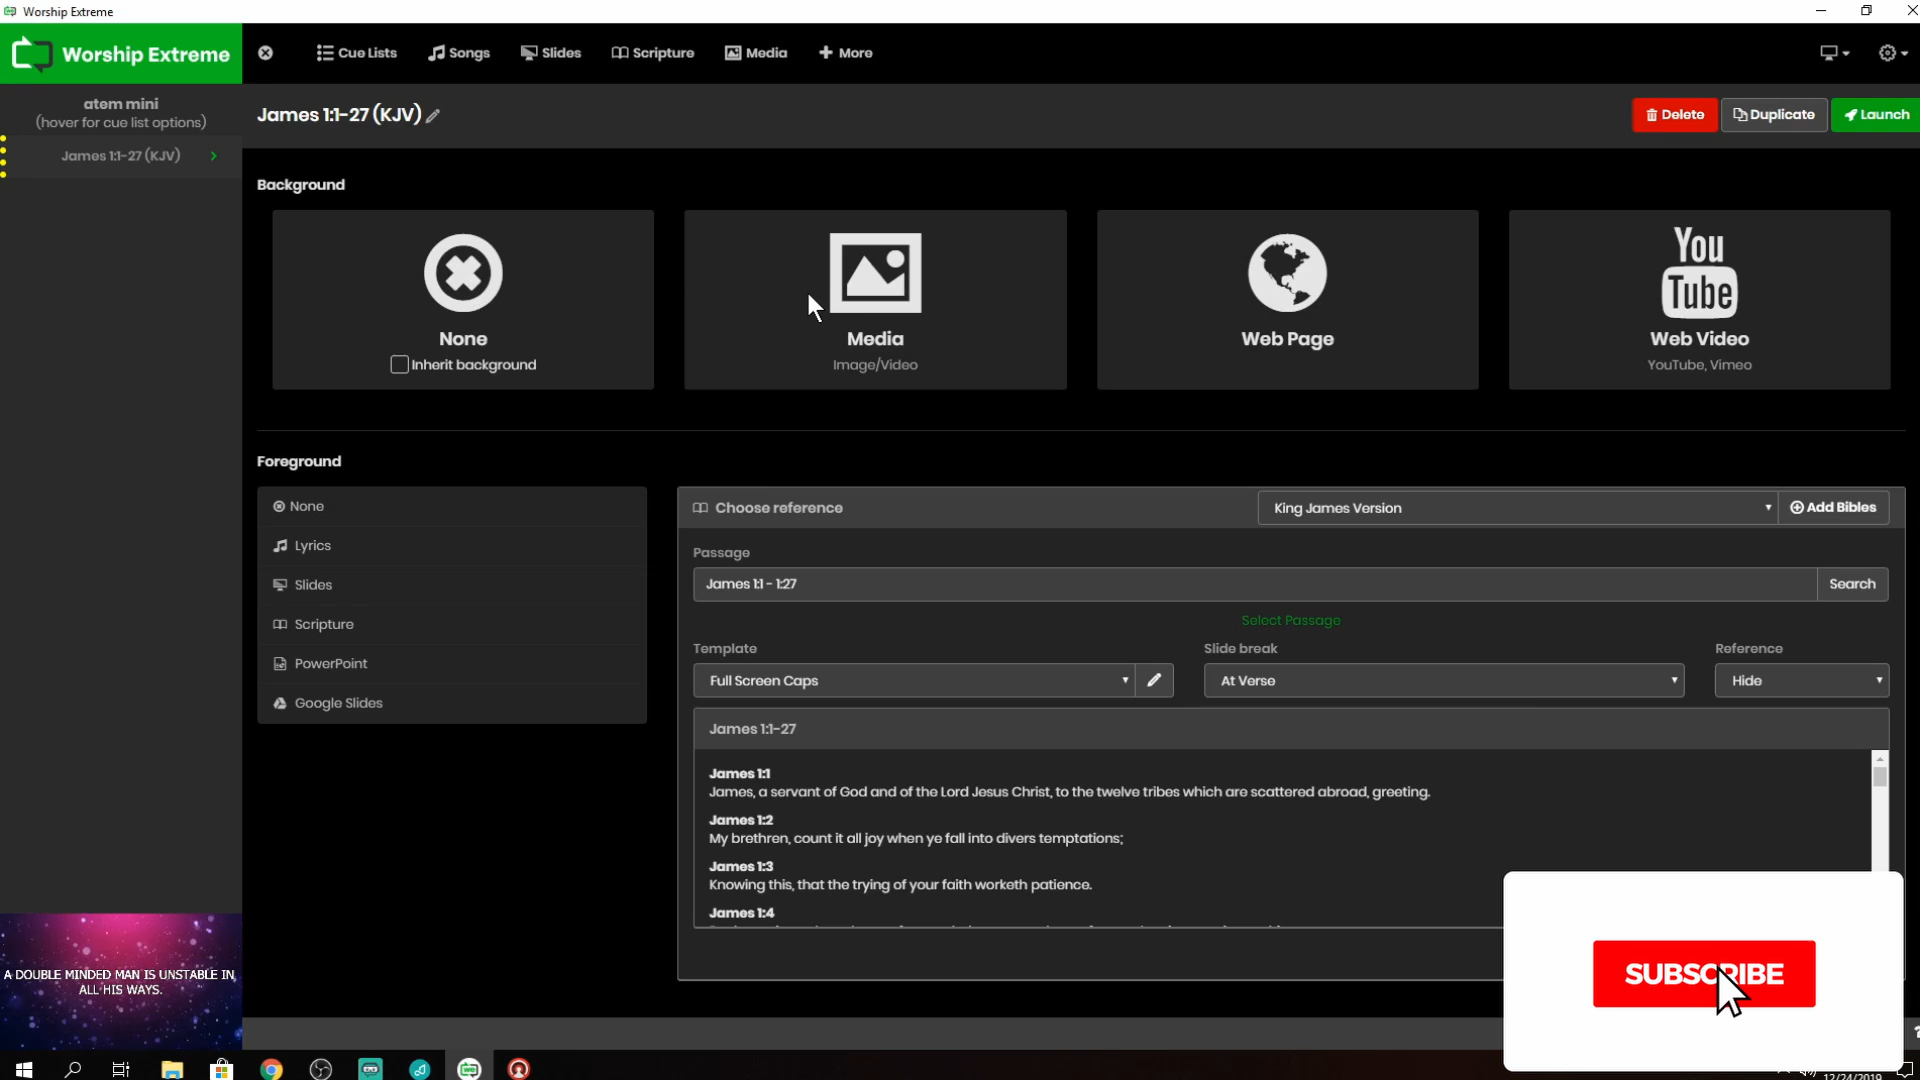 Worship Extreme
Worship Extreme
Cue Lists
Songs
Slides
Scripture
Media
More
atem mini
(hover for cue list options)
James 1:1-27 (KJV)
James 1:1-27 (KJV)
Delete
Duplicate
Launch
Background
None
Inherit background
Media
Image/Video
Web Page
You
Tube
Web Video
YouTube, Vimeo
Foreground
None
Lyrics
Slides
Scripture
PowerPoint
Google Slides
Choose reference
King James Version
Add Bibles
Passage
James 1:1 - 1:27
Search
Select Passage
Template
Slide break
Reference
Full Screen Caps
At Verse
Hide
James 1:1-27
James 1:1
James, a servant of God and of the Lord Jesus Christ, to the twelve tribes which are scattered abroad, greeting.
James 1:2
My brethren, count it all joy when ye fall into divers temptations;
James 1:3
Knowing this, that the trying of your faith worketh patience.
James 1:4
A DOUBLE MINDED MAN IS UNSTABLE IN
ALL HIS WAYS.
SUBSCRIBE
12/24/2019